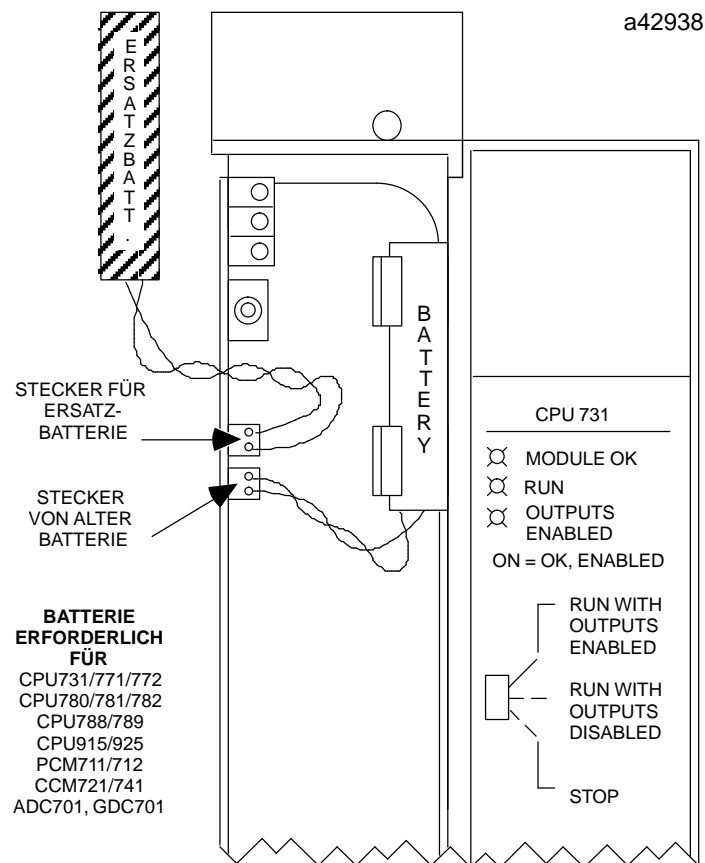 a42938
ERSATZBATT.
BATTERY
STECKER FÜR
ERSATZ-
BATTERIE
STECKER
VON ALTER
BATTERIE
BATTERIE
ERFORDERLICH
FÜR
CPU731/771/772
CPU780/781/782
CPU788/789
CPU915/925
PCM711/712
CCM721/741
ADC701, GDC701
CPU 731
MODULE OK
RUN
OUTPUTS
ENABLED
ON = OK, ENABLED
RUN WITH
OUTPUTS
ENABLED
RUN WITH
OUTPUTS
DISABLED
STOP